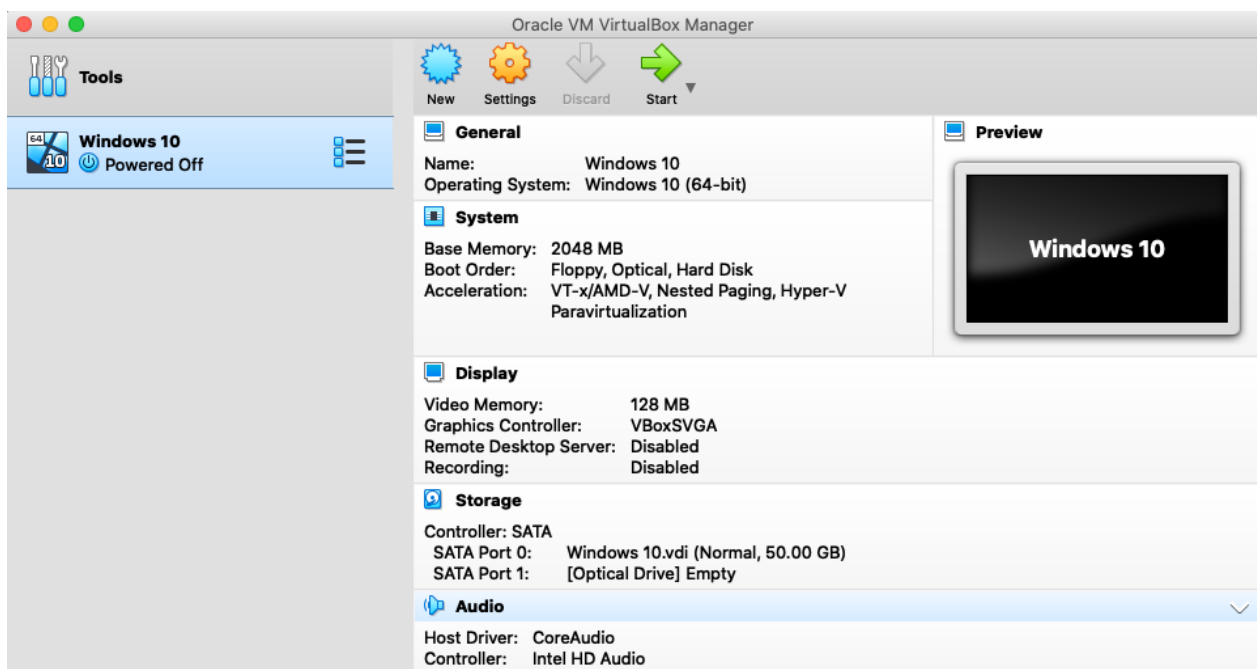 Oracle VM VirtualBox Manager
Tools
New Settings Discard Start
64
10
Windows 10
Powered Off
General
Name: Windows 10
Operating System: Windows 10 (64-bit)
System
Base Memory: 2048 MB
Boot Order: Floppy, Optical, Hard Disk
Acceleration: VT-x/AMD-V, Nested Paging, Hyper-V
Paravirtualization
Preview
Windows 10
Display
Video Memory: 128 MB
Graphics Controller: VBoxSVGA
Remote Desktop Server: Disabled
Recording: Disabled
Storage
Controller: SATA
SATA Port 0: Windows 10.vdi (Normal, 50.00 GB)
SATA Port 1: [Optical Drive] Empty
Audio
Host Driver: CoreAudio
Controller: Intel HD Audio